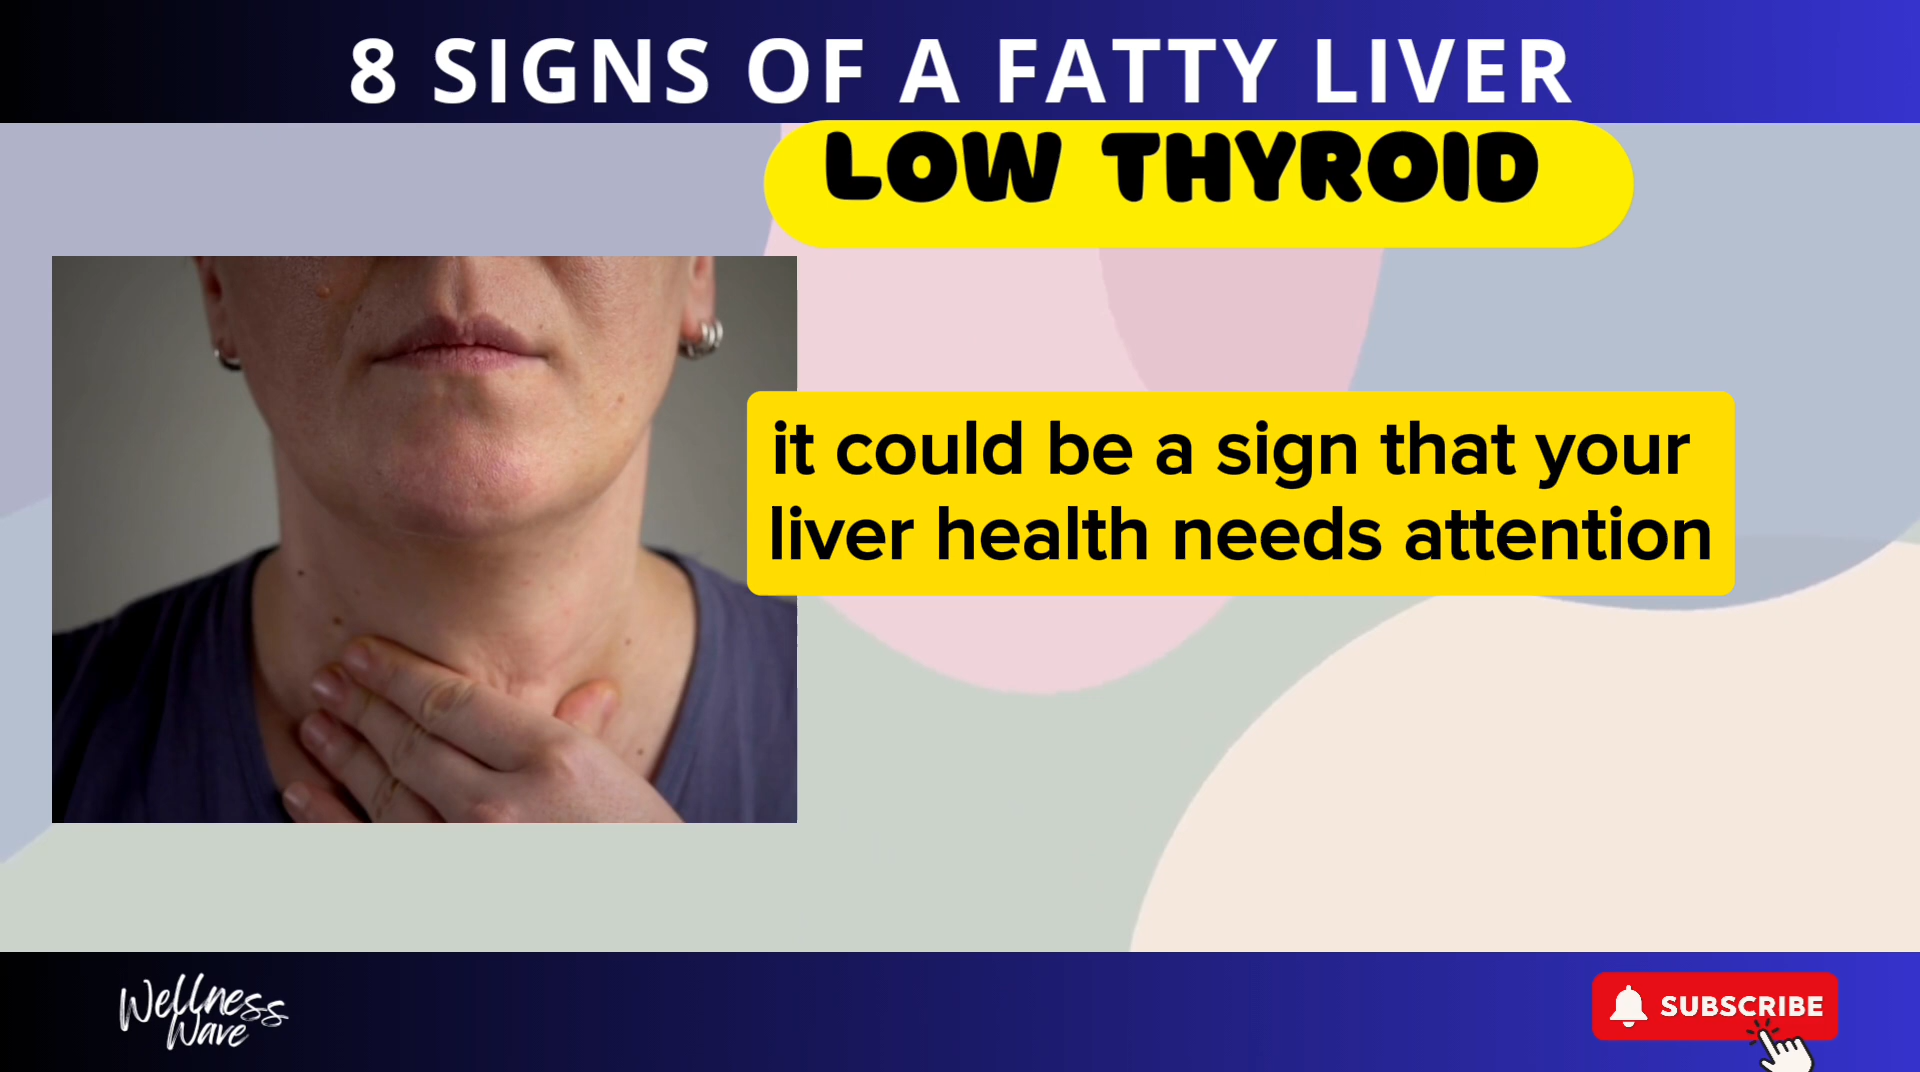 8 SIGNS OF A FATTY LIVER
LOW THYROID
it could be a sign that your
liver health needs attention
Wellness
Wave
SUBSCRIBE